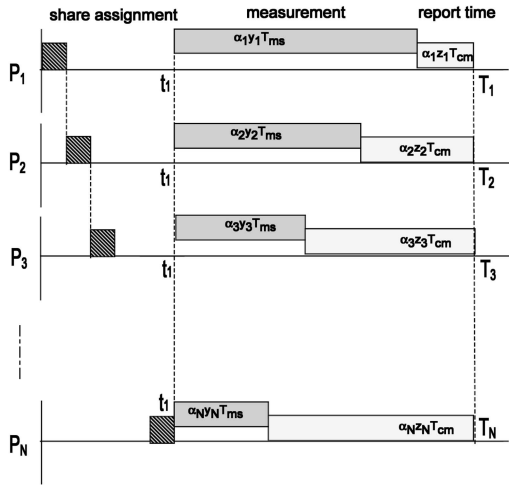 share assignment measurement report time
α1y1Tms
α1z1Tcm
P1 t1 T1
α2y2Tms
α2z2Tcm
P2 t1 T2
α3y3Tms
α3z3Tcm
P3 t1 T3
t1
αNyNTms
αNzNTcm
PN TN